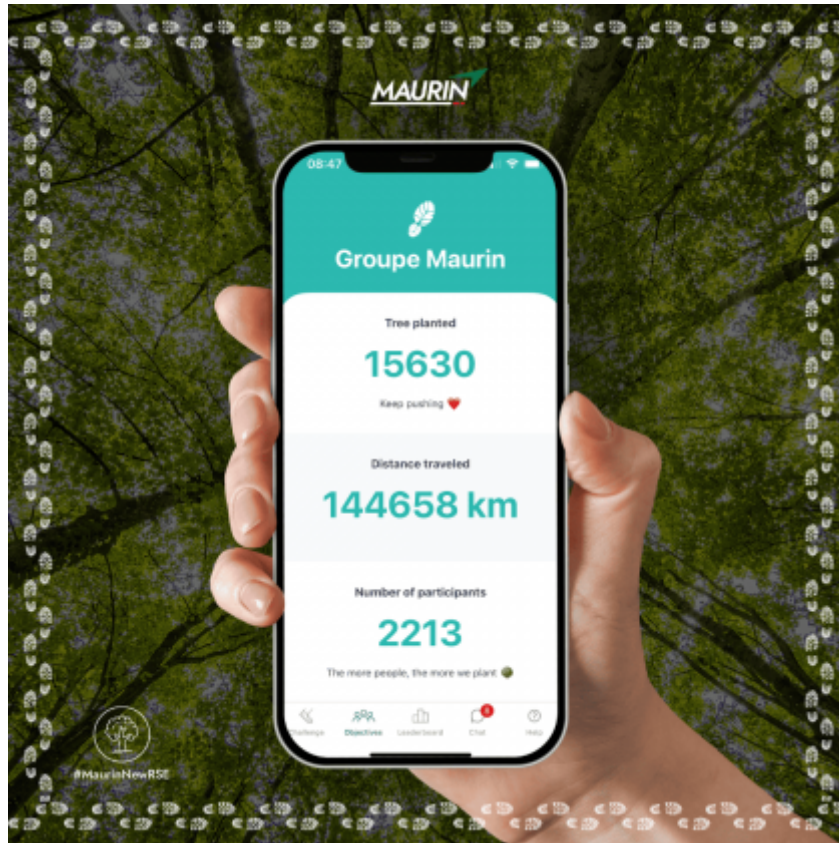 MAURIN
08:47
Groupe Maurin
Tree planted
15630
Keep pushing ❤️
Distance traveled
144658 km
Number of participants
2213
The more people, the more we plant
Challenge Objectives Leaderboard Chat Help
#MaurinNewRSE